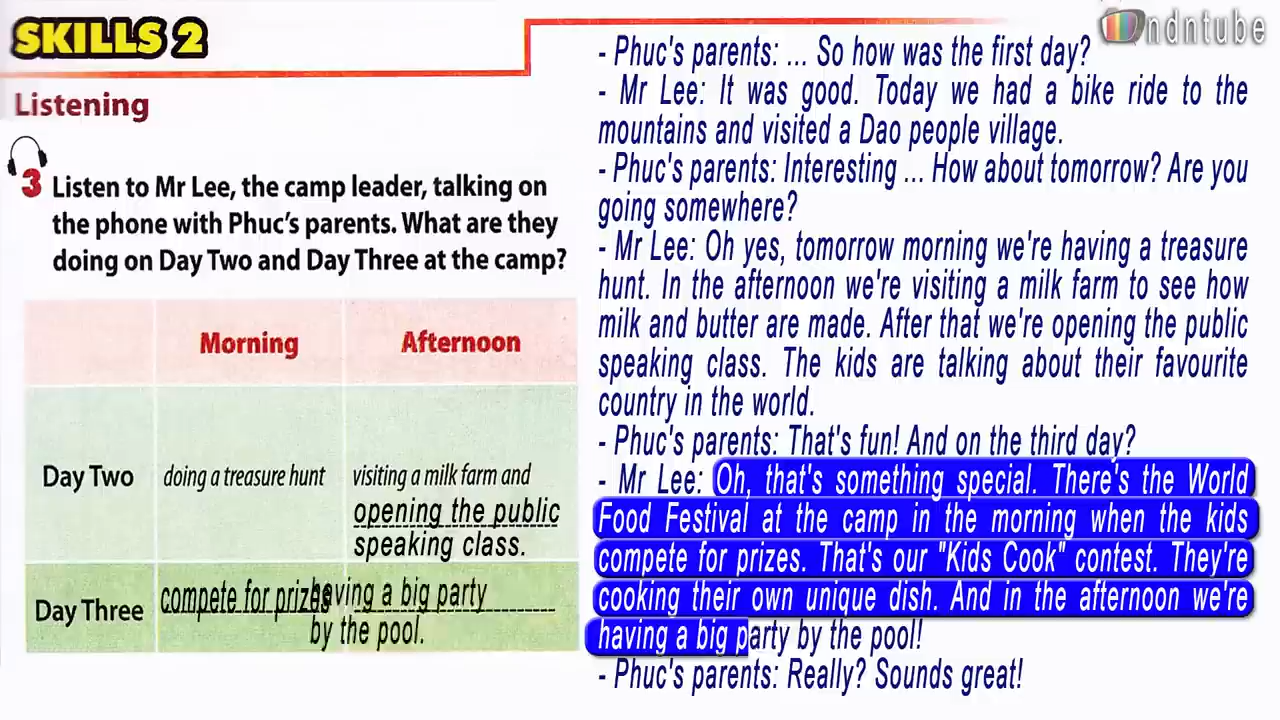 SKILLS 2
Listening
3 Listen to Mr Lee, the camp leader, talking on
the phone with Phuc's parents. What are they
doing on Day Two and Day Three at the camp?
Morning Afternoon
Day Two doing a treasure hunt visiting a milk farm and
opening the public
speaking class.
Day Three compete for prizes having a big party
by the pool.
ndntube
- Phuc's parents: ... So how was the first day?
- Mr Lee: It was good. Today we had a bike ride to the
mountains and visited a Dao people village.
- Phuc's parents: Interesting ... How about tomorrow? Are you
going somewhere?
- Mr Lee: Oh yes, tomorrow morning we're having a treasure
hunt. In the afternoon we're visiting a milk farm to see how
milk and butter are made. After that we're opening the public
speaking class. The kids are talking about their favourite
country in the world.
- Phuc's parents: That's fun! And on the third day?
- Mr Lee: Oh, that's something special. There's the World
Food Festival at the camp in the morning when the kids
compete for prizes. That's our "Kids Cook" contest. They're
cooking their own unique dish. And in the afternoon we're
having a big party by the pool!
- Phuc's parents: Really? Sounds great!